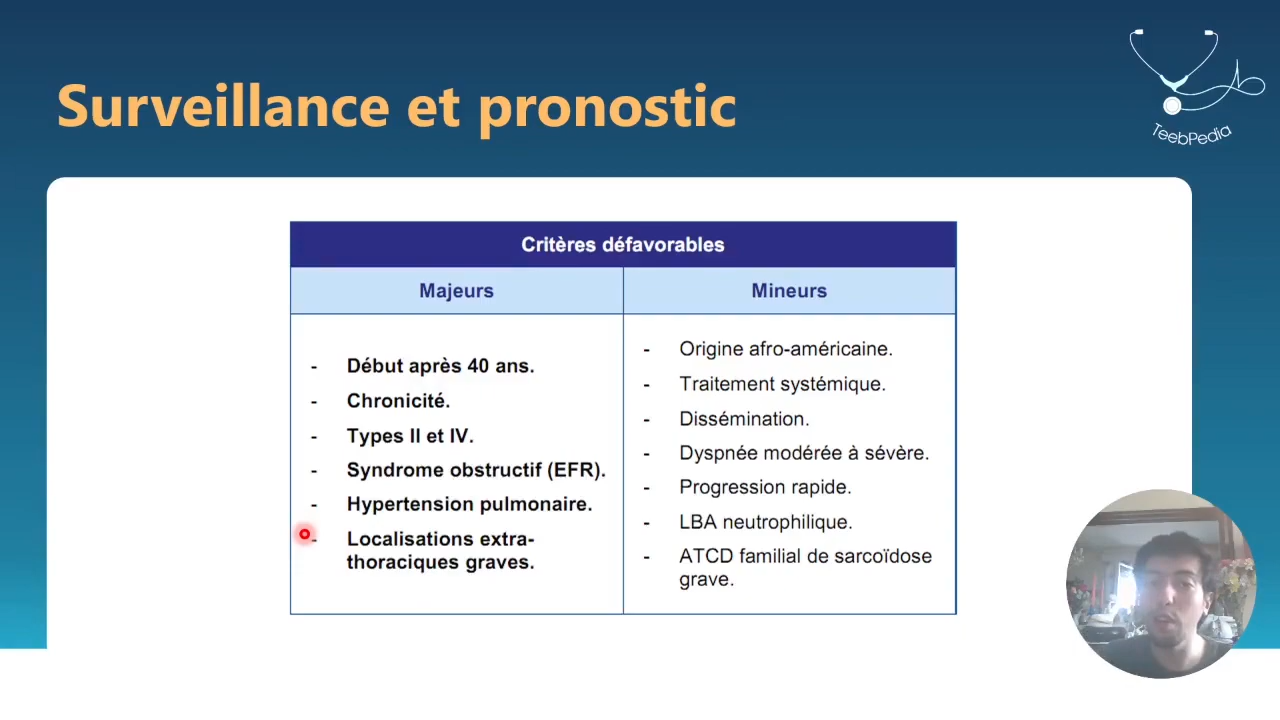 TeebPedia
Surveillance et pronostic
Critères défavorables
Majeurs
Mineurs
- Début après 40 ans.
- Chronicité.
- Types II et IV.
- Syndrome obstructif (EFR).
- Hypertension pulmonaire.
- Localisations extra-
thoraciques graves.
- Origine afro-américaine.
- Traitement systémique.
- Dissémination.
- Dyspnée modérée à sévère.
- Progression rapide.
- LBA neutrophilique.
- ATCD familial de sarcoïdose
grave.